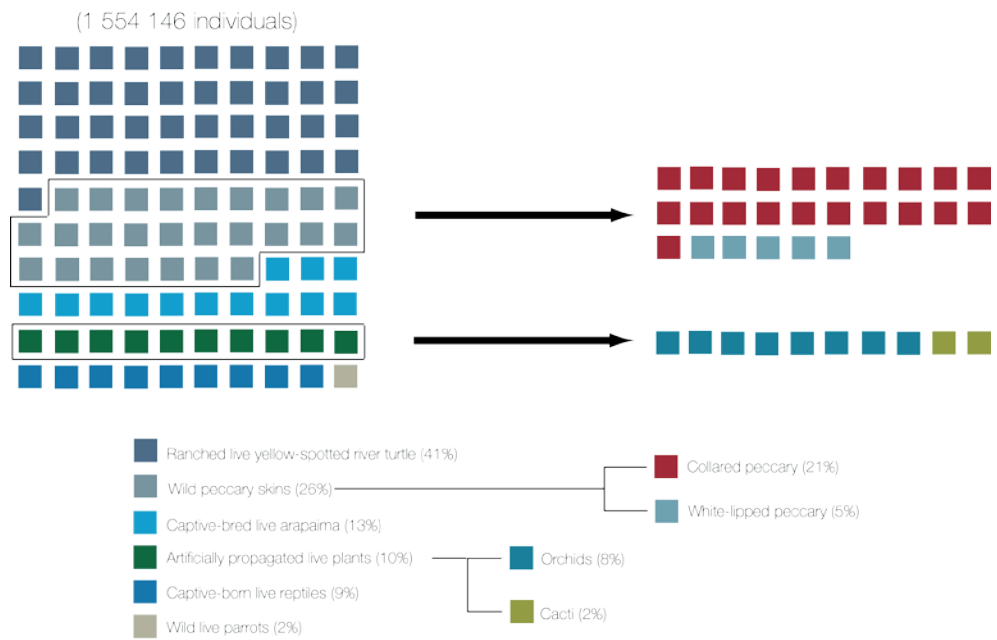 (1 554 146 individuals)
Ranched live yellow-spotted river turtle (41%)
Wild peccary skins (26%)
Captive-bred live arapaima (13%)
Artificially propagated live plants (10%)
Captive-born live reptiles (9%)
Wild live parrots (2%)
Collared peccary (21%)
White-lipped peccary (5%)
Orchids (8%)
Cacti (2%)